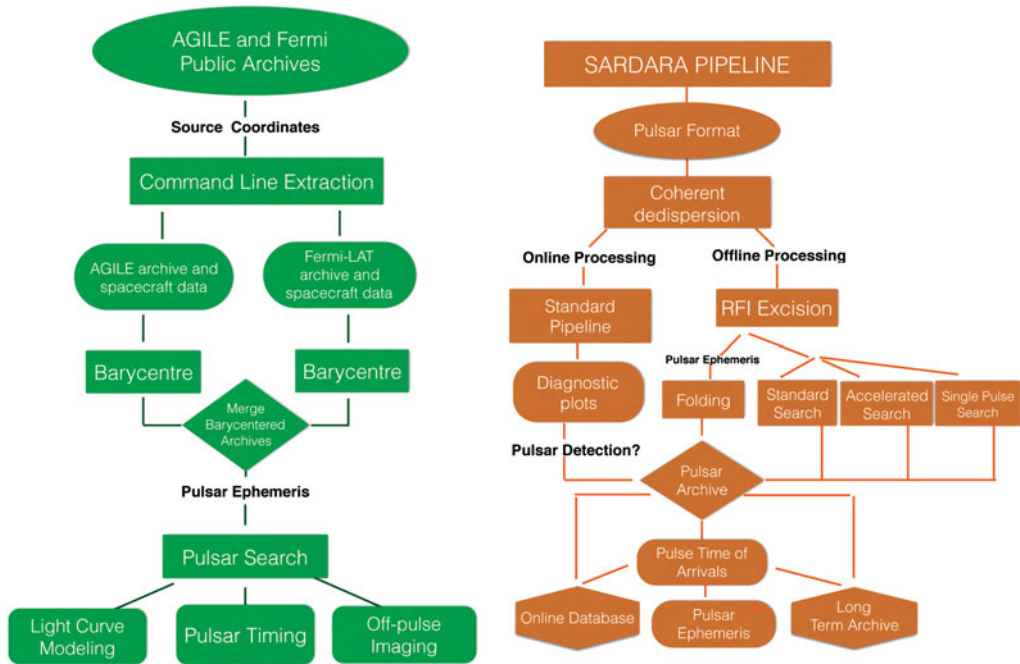 AGILE and Fermi
Public Archives
Source Coordinates
Command Line Extraction
AGILE archive and
spacecraft data
Fermi-LAT
archive and
spacecraft data
Barycentre
Barycentre
Merge
Barycentered
Archives
Pulsar Ephemeris
Pulsar Search
Light Curve
Modeling
Pulsar Timing
Off-pulse
Imaging
SARDARA PIPELINE
Pulsar Format
Coherent
dedispersion
Online Processing
Offline Processing
Standard
Pipeline
RFI Excision
Diagnostic
plots
Pulsar Ephemeris
Folding
Standard
Search
Accelerated
Search
Single Pulse
Search
Pulsar Detection?
Pulsar
Archive
Pulse Time of
Arrivals
Online Database
Pulsar
Ephemeris
Long
Term Archive